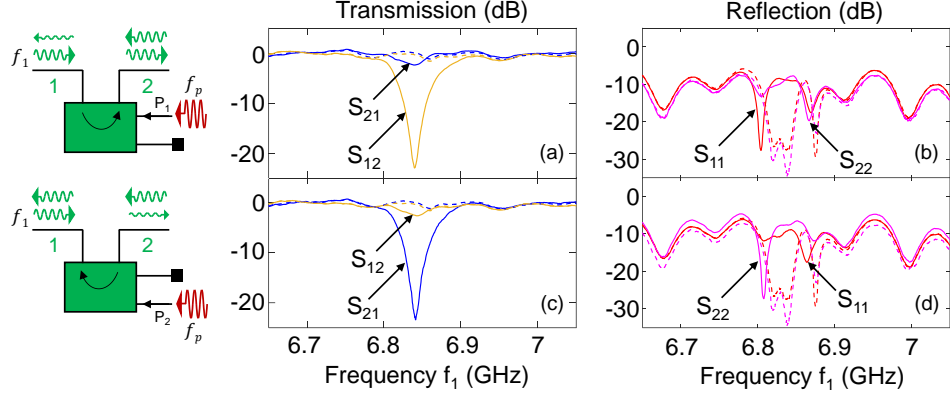 Transmission (dB)
Reflection (dB)
f₁
1
2
P₁
fₚ
0
-10
-20
S₂₁
S₁₂
(a)
0
-10
-20
-30
S₁₁
S₂₂
(b)
f₁
1
2
P₂
fₚ
0
-10
-20
S₁₂
S₂₁
(c)
0
-10
-20
-30
S₂₂
S₁₁
(d)
6.7 6.8 6.9 7
6.7 6.8 6.9 7
Frequency f₁ (GHz)
Frequency f₁ (GHz)